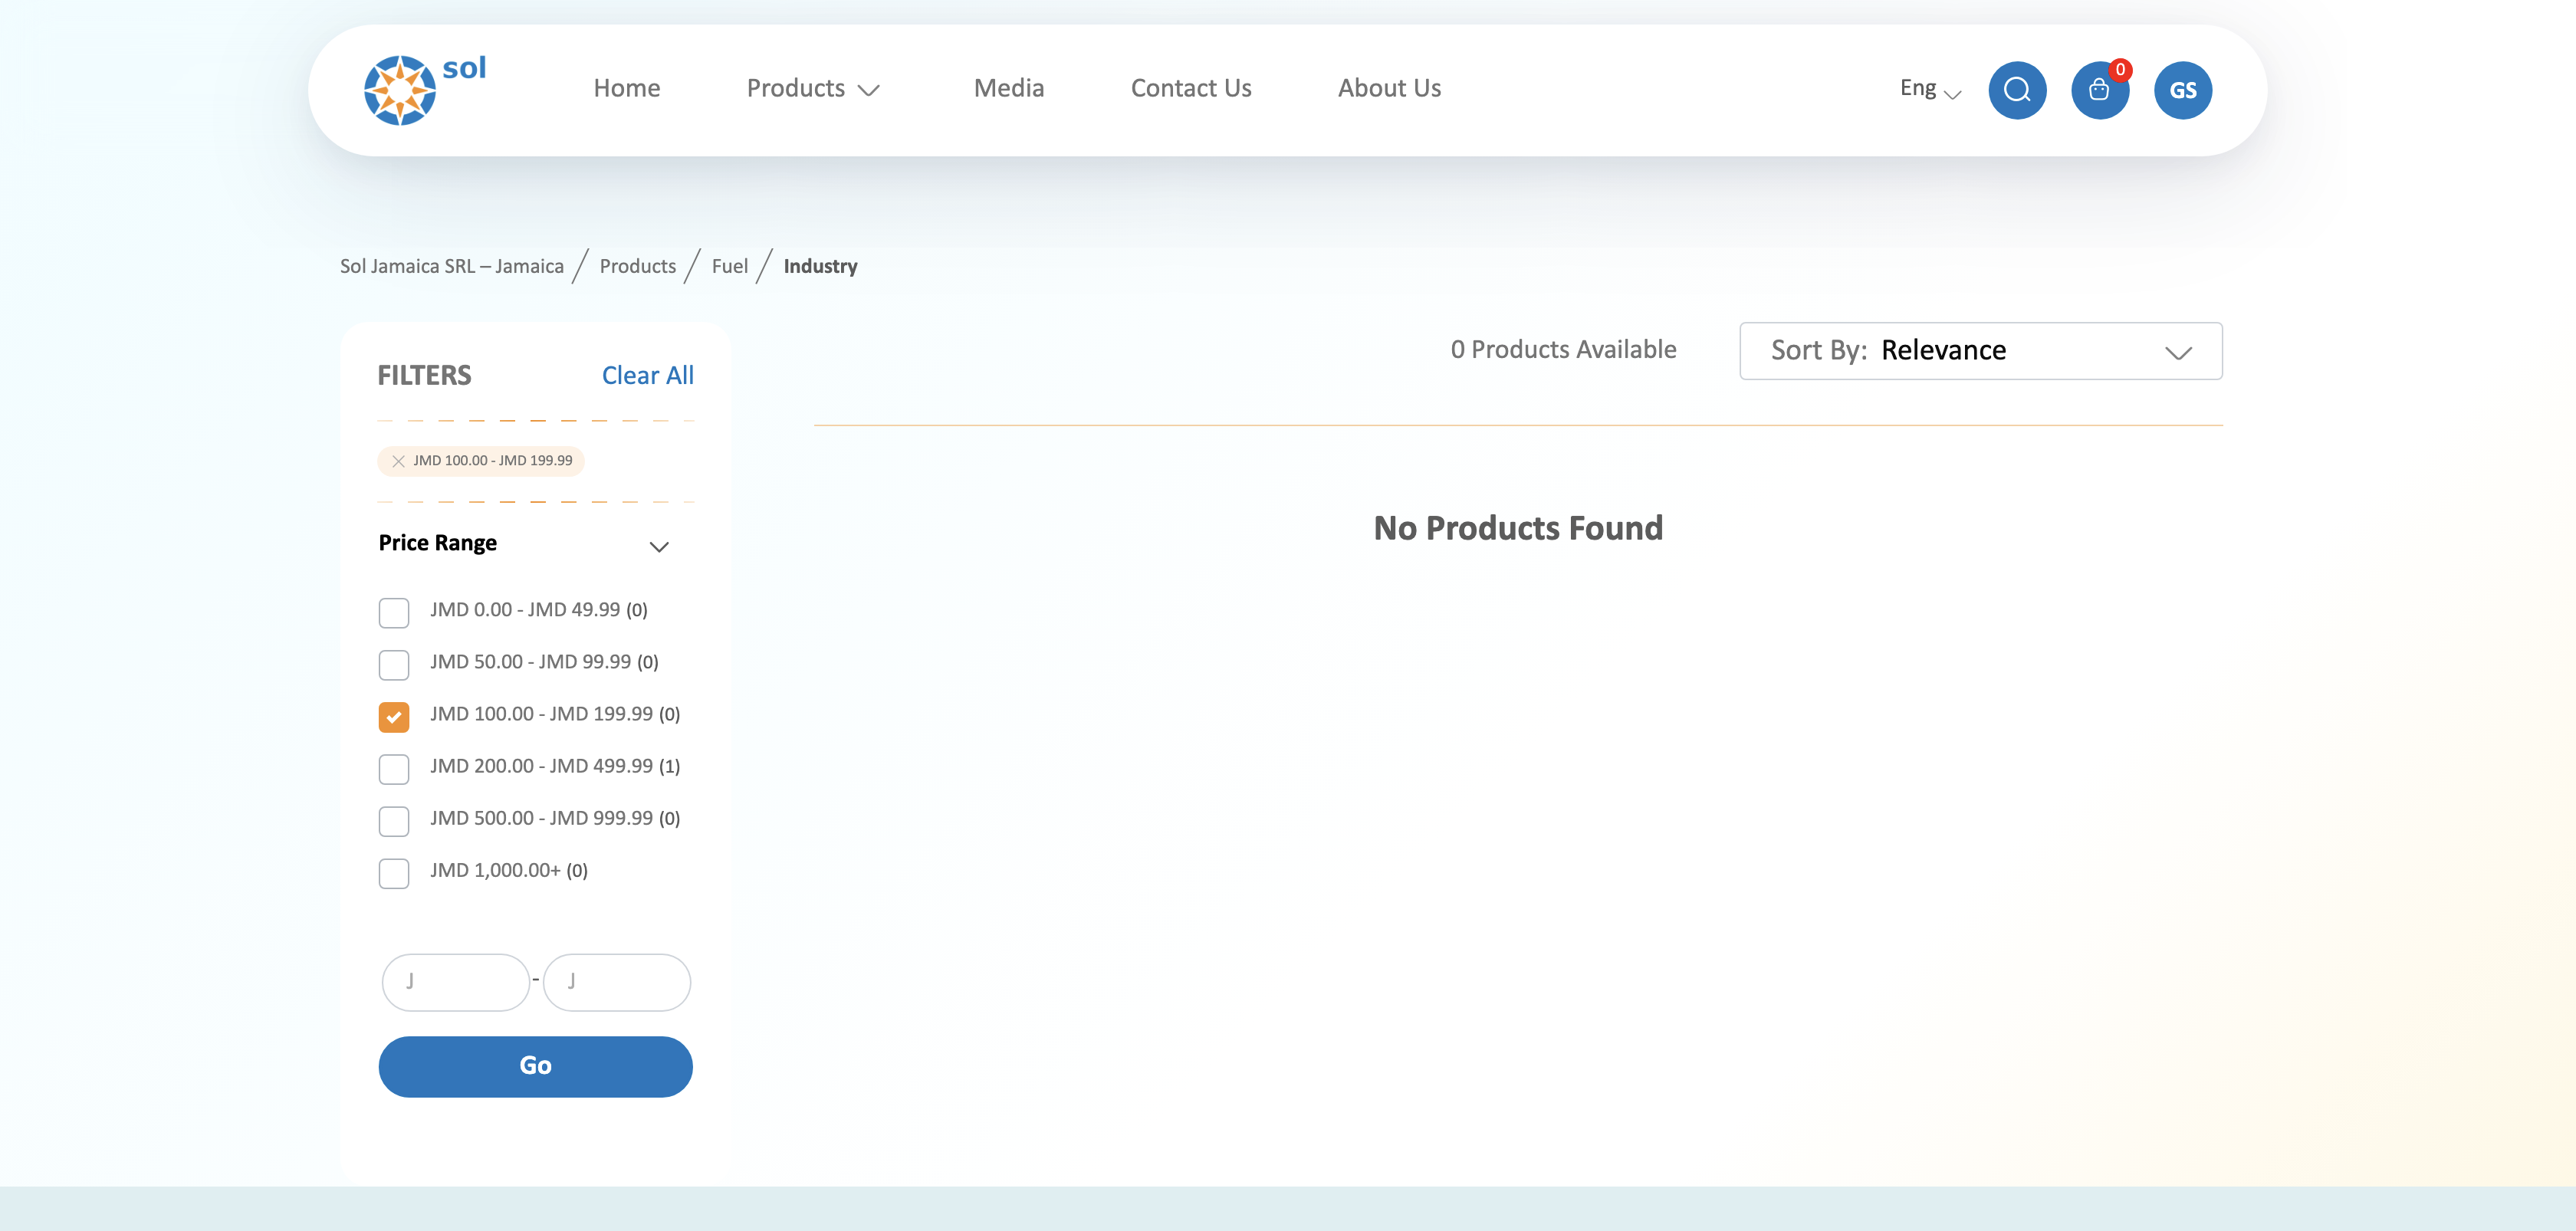 sol
Home Products Media Contact Us About Us Eng 0 GS
Sol Jamaica SRL – Jamaica / Products / Fuel / Industry
FILTERS Clear All
0 Products Available
Sort By: Relevance
JMD 100.00 - JMD 199.99
No Products Found
Price Range
JMD 0.00 - JMD 49.99 (0)
JMD 50.00 - JMD 99.99 (0)
JMD 100.00 - JMD 199.99 (0)
JMD 200.00 - JMD 499.99 (1)
JMD 500.00 - JMD 999.99 (0)
JMD 1,000.00+ (0)
J - J
Go